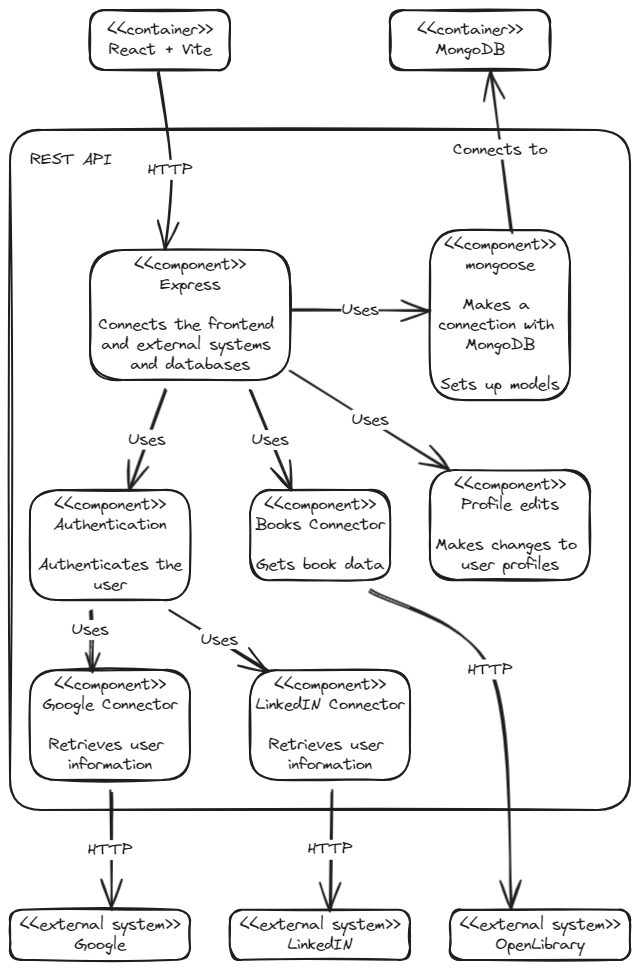 <<container>>
React + Vite
<<container>>
MongoDB
Connects to
REST API
HTTP
<<component>>
Express
Connects the frontend
and external systems
and databases
Uses
<<component>>
mongoose
Makes a
connection with
MongoDB
Sets up models
Uses
Uses
Uses
<<component>>
Authentication
Authenticates the
user
<<component>>
Books Connector
Gets book data
<<component>>
Profile edits
Makes changes to
user profiles
Uses
Uses
HTTP
<<component>>
Google Connector
Retrieves user
information
<<component>>
LinkedIN Connector
Retrieves user
information
HTTP
HTTP
<<external system>>
Google
<<external system>>
LinkedIN
<<external system>>
OpenLibrary